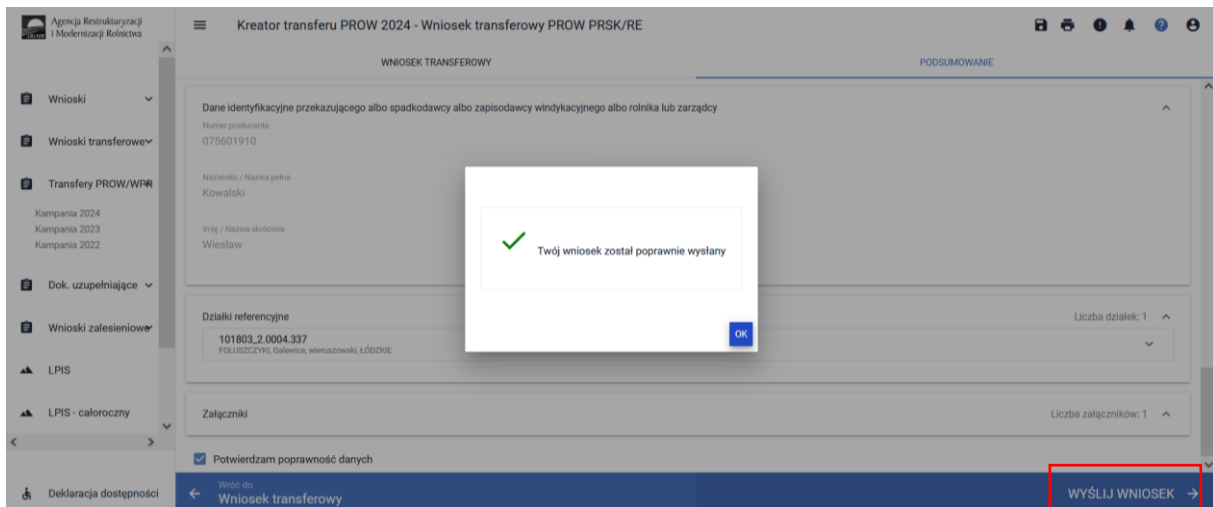 Agencja Restrukturyzacji
i Modernizacji Rolnictwa
Kreator transferu PROW 2024 - Wniosek transferowy PROW PRSK/RE
WNIOSEK TRANSFEROWY
PODSUMOWANIE
Wnioski
Wnioski transferowe
Transfery PROW/WPR
Kampania 2024
Kampania 2023
Kampania 2022
Dok. uzupełniające
Wnioski zalesieniowe
LPIS
LPIS - całoroczny
Deklaracja dostępności
Dane identyfikacyjne przekazującego albo spadkodawcy albo zapisodawcy windykacyjnego albo rolnika lub zarządcy
Numer producenta
075601910
Nazwisko / Nazwa pełna
Kowalski
Imię / Nazwa skrócona
Wiesław
Twój wniosek został poprawnie wysłany
OK
Działki referencyjne
Liczba działek: 1
101803_2.0004.337
FOLUSZCZYKI, Galewice, wieruszowski, ŁÓDZKIE
Załączniki
Liczba załączników: 1
Potwierdzam poprawność danych
Wróć do
Wniosek transferowy
WYŚLIJ WNIOSEK